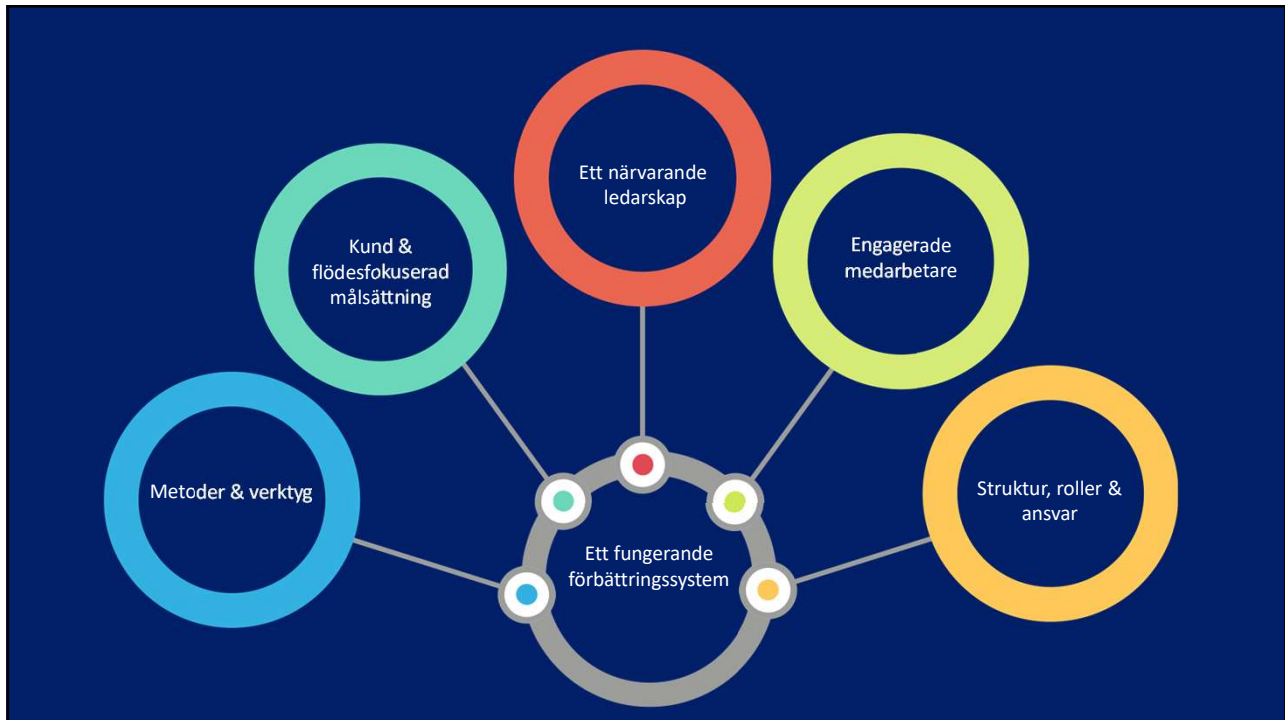 Ett närvarande
ledarskap
Kund &
flödesfokuserad
målsättning
Engagerade
medarbetare
Metoder & verktyg
Struktur, roller &
ansvar
Ett fungerande
förbättringssystem